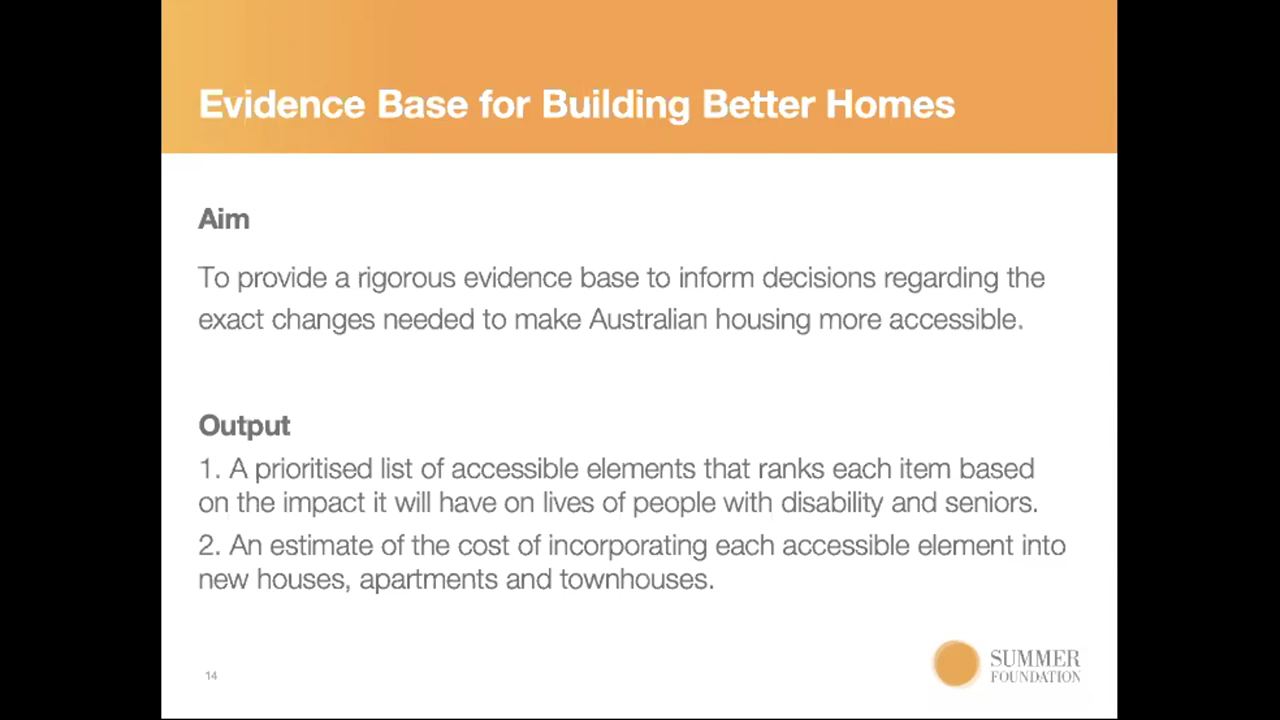 Evidence Base for Building Better Homes
Aim
To provide a rigorous evidence base to inform decisions regarding the
exact changes needed to make Australian housing more accessible.
Output
1. A prioritised list of accessible elements that ranks each item based
on the impact it will have on lives of people with disability and seniors.
2. An estimate of the cost of incorporating each accessible element into
new houses, apartments and townhouses.
14
SUMMER
FOUNDATION